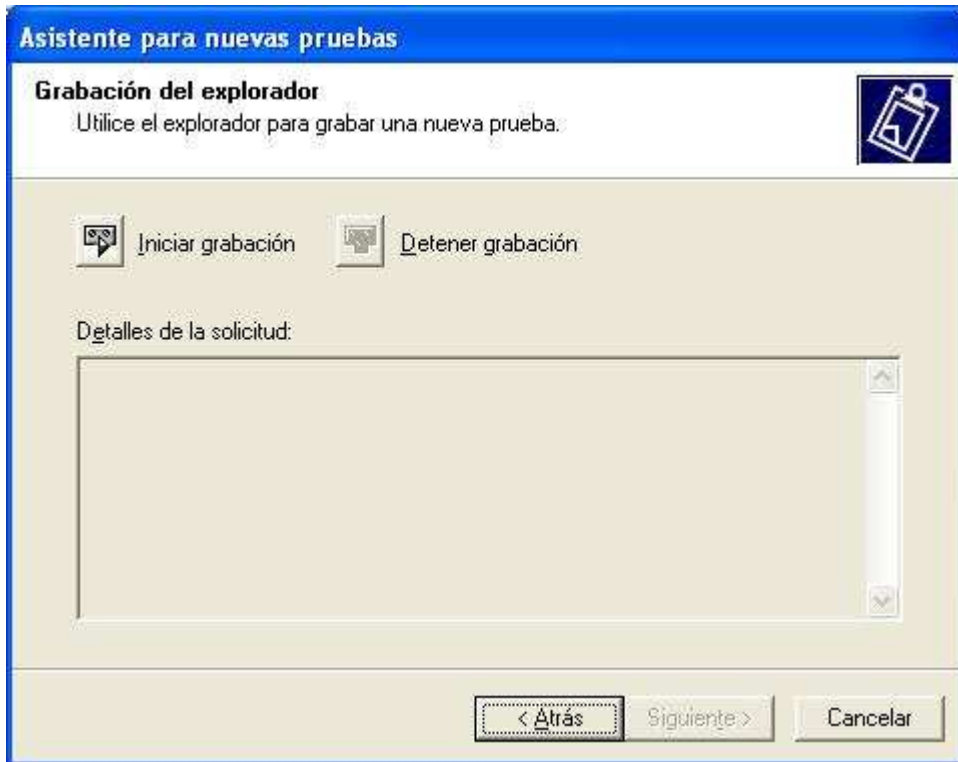 Asistente para nuevas pruebas
Grabación del explorador
Utilice el explorador para grabar una nueva prueba.
Iniciar grabación Detener grabación
Detalles de la solicitud:
< Atrás Siguiente > Cancelar